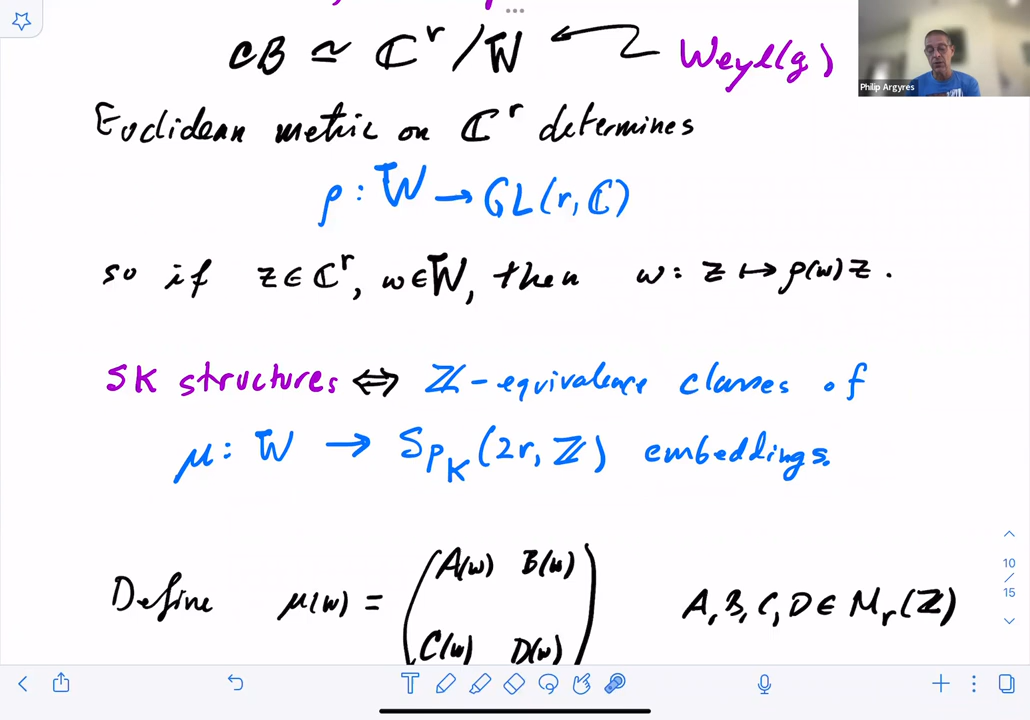 CB ≃ ℂ^r / W
Weyl(g)
Philip Argyres
Euclidean metric on ℂ^r determines
ρ : W → GL(r, ℂ)
so if z ∈ ℂ^r, w ∈ W, then w : z ↦ ρ(w) z .
SK structures ⇔ ℤ-equivalence classes of
μ : W → Sp_K (2r, ℤ) embeddings.
Define μ(w) = ( A(w) B(w)
C(w) D(w) ) A, B, C, D ∈ M_r(ℤ)
10
/
15
T